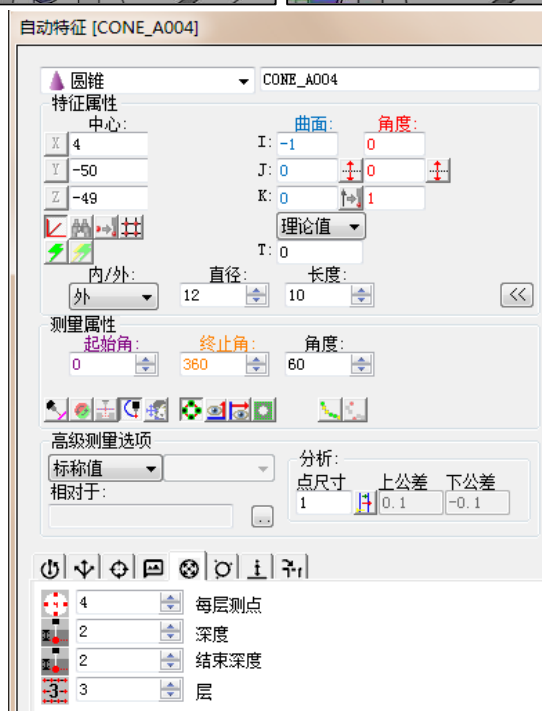 自动特征 [CONE_A004]
圆锥 CONE_A004
特征属性
中心: 曲面: 角度:
X 4 I: -1 0
Y -50 J: 0 0
Z -49 K: 0 1
理论值
T: 0
内/外: 直径: 长度:
外 12 10 <<
测量属性
起始角: 终止角: 角度:
0 360 60
高级测量选项
标称值 分析:
相对于: 点尺寸 上公差 下公差
1 0.1 -0.1
..
4 每层测点
2 深度
2 结束深度
3 3 层